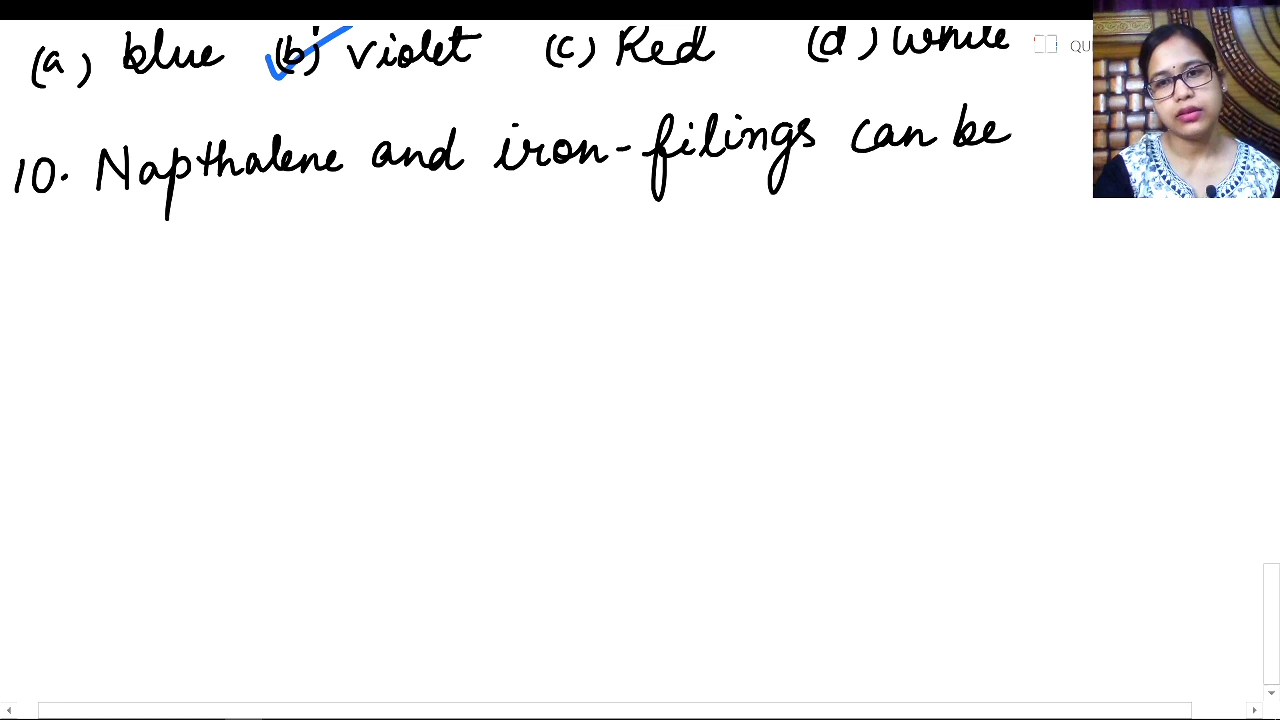 (a) blue (b) violet (c) Red (d) White
10. Napthalene and iron-filings can be